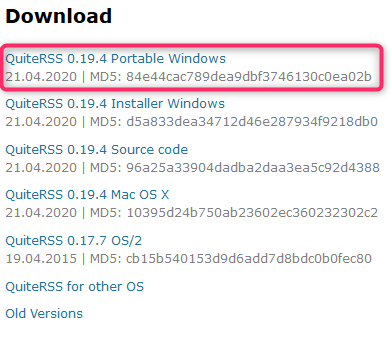 Download
QuiteRSS 0.19.4 Portable Windows
21.04.2020 | MD5: 84e44cac789dea9dbf3746130c0ea02b
QuiteRSS 0.19.4 Installer Windows
21.04.2020 | MD5: d5a833dea34712d46e287934f9218db0
QuiteRSS 0.19.4 Source code
21.04.2020 | MD5: 96a25a33904dadba2daa3ea5c92d4388
QuiteRSS 0.19.4 Mac OS X
21.04.2020 | MD5: 10395d24b750ab23602ec360232302c2
QuiteRSS 0.17.7 OS/2
19.04.2015 | MD5: cb15b540153d9d6add7d8bdc0b0fec80
QuiteRSS for other OS
Old Versions